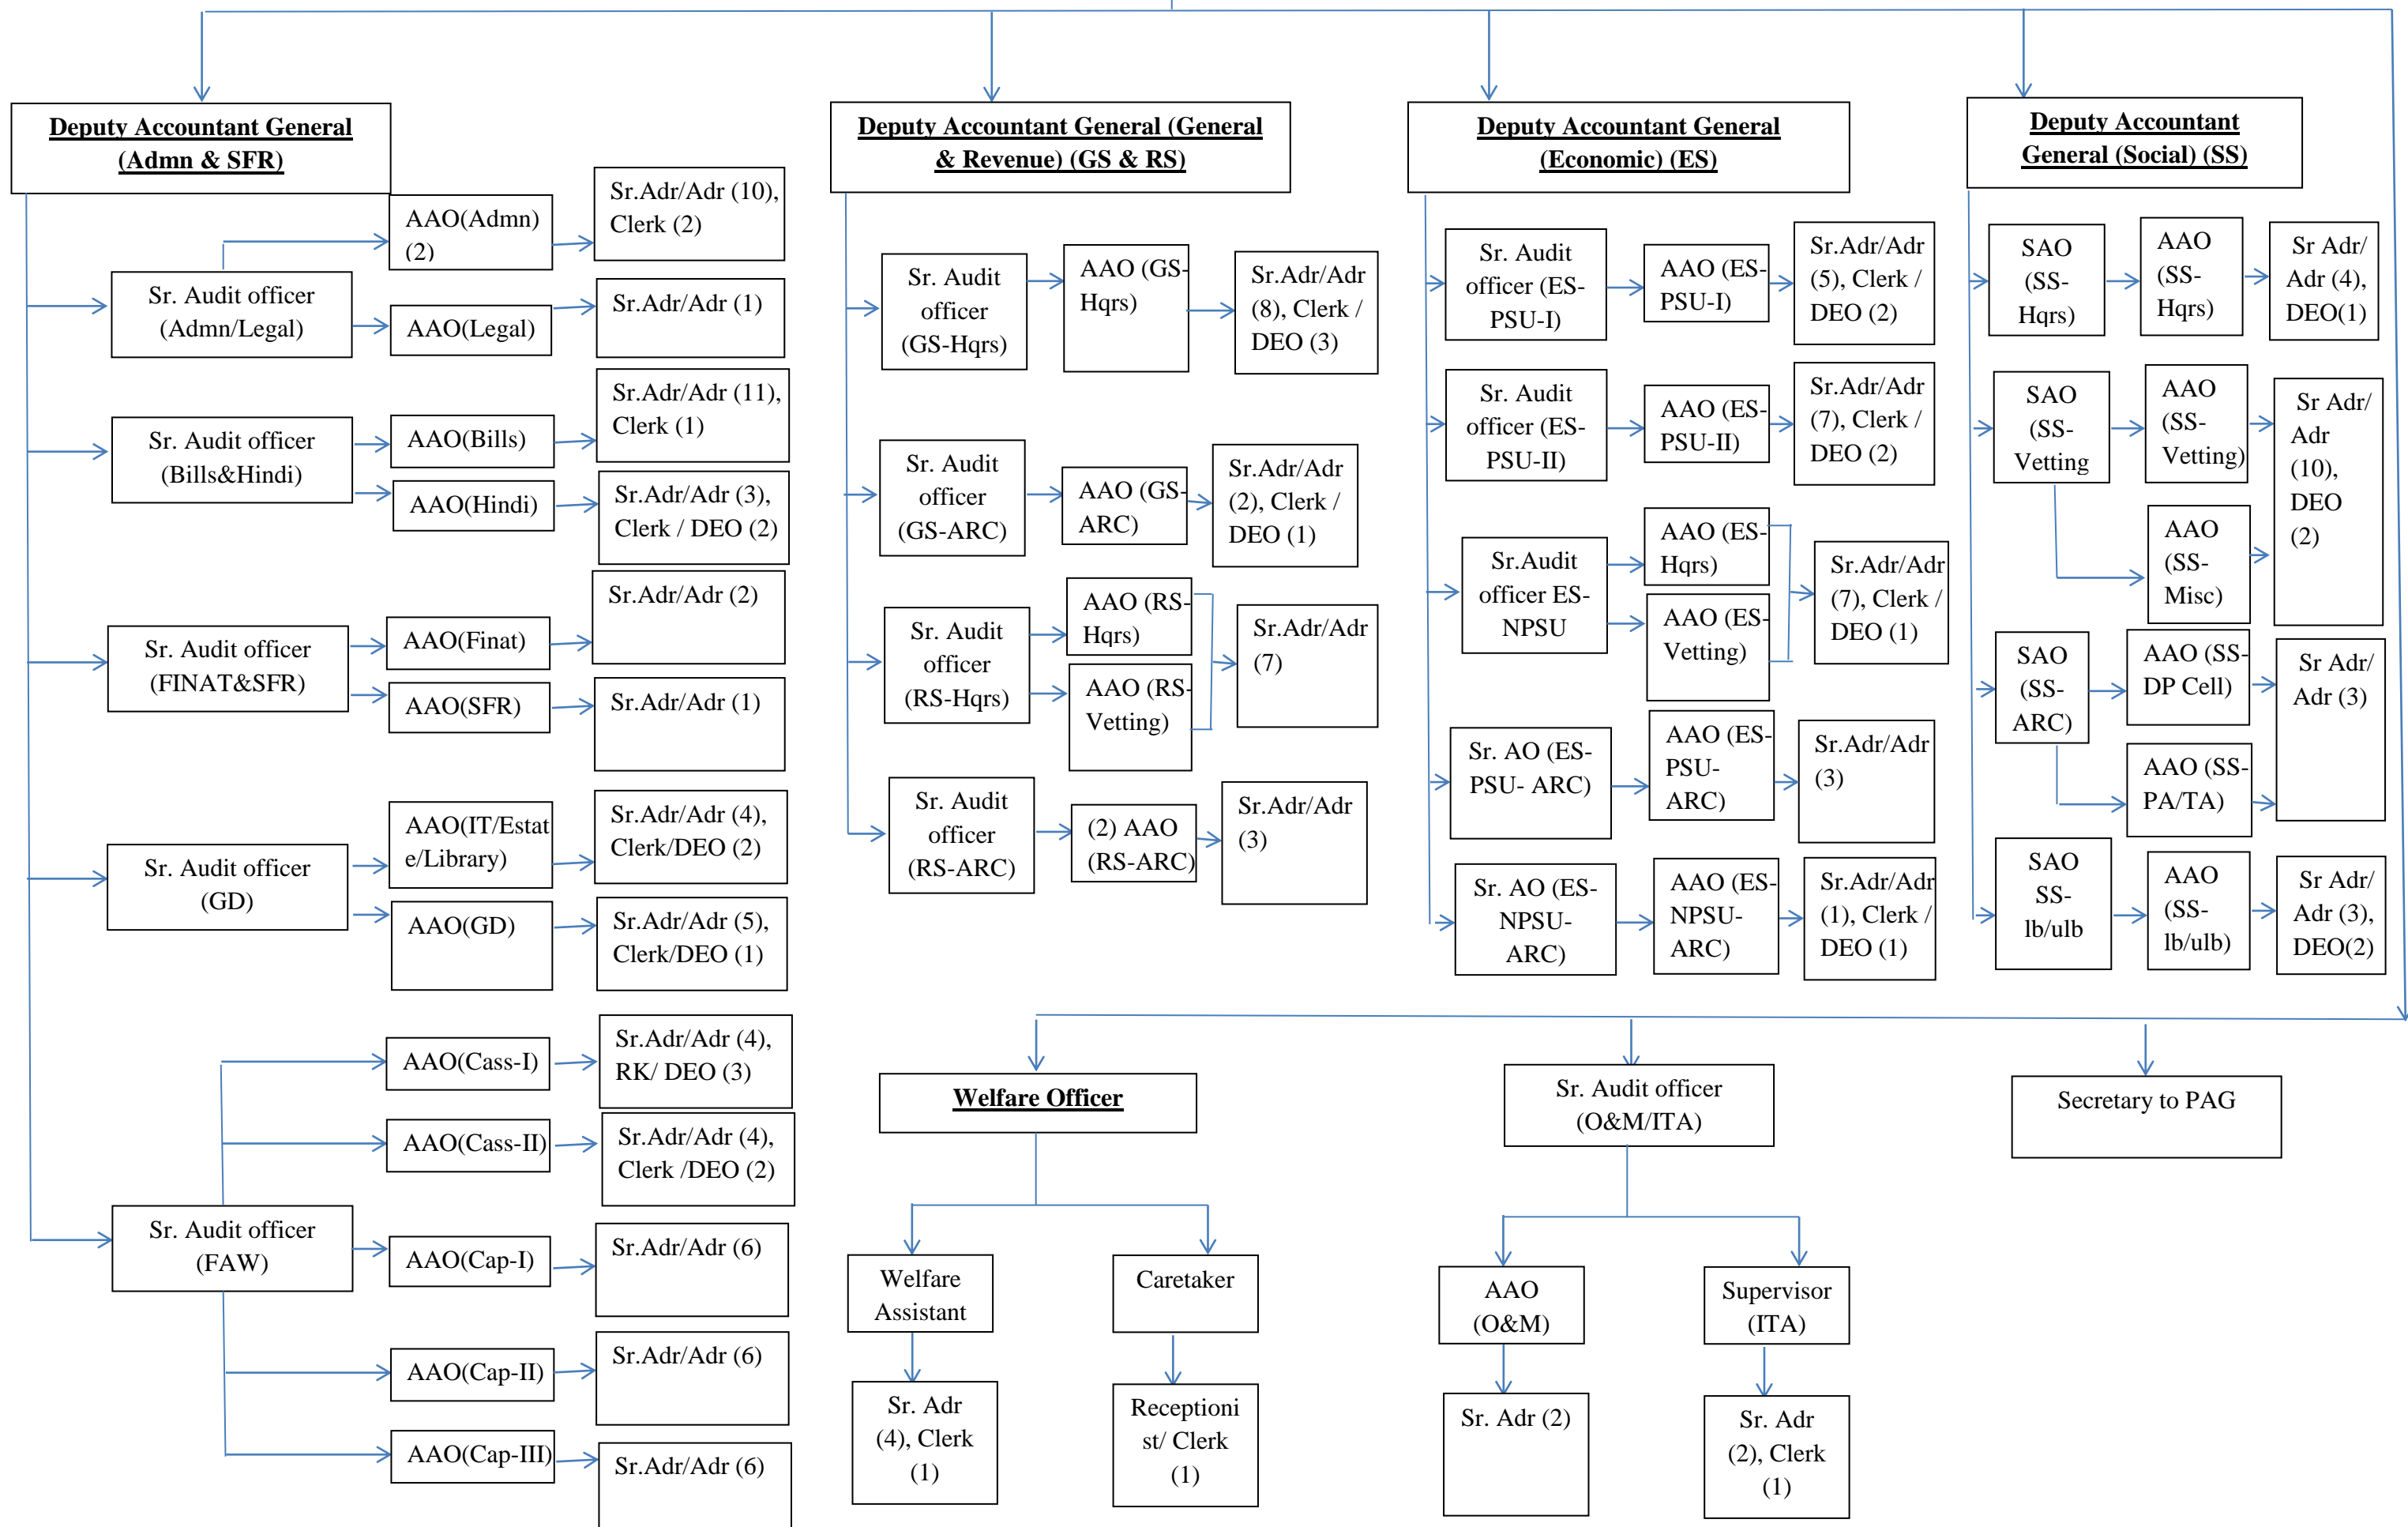 Deputy Accountant General
(Admn & SFR)
AAO(Admn)
(2)
Sr.Adr/Adr (10),
Clerk (2)
Sr. Audit officer
(Admn/Legal)
AAO(Legal)
Sr.Adr/Adr (1)
Sr. Audit officer
(Bills&Hindi)
AAO(Bills)
Sr.Adr/Adr (11),
Clerk (1)
AAO(Hindi)
Sr.Adr/Adr (3),
Clerk / DEO (2)
Sr. Audit officer
(FINAT&SFR)
AAO(Finat)
Sr.Adr/Adr (2)
AAO(SFR)
Sr.Adr/Adr (1)
Sr. Audit officer
(GD)
AAO(IT/Estat
e/Library)
Sr.Adr/Adr (4),
Clerk/DEO (2)
AAO(GD)
Sr.Adr/Adr (5),
Clerk/DEO (1)
Sr. Audit officer
(FAW)
AAO(Cass-I)
Sr.Adr/Adr (4),
RK/ DEO (3)
AAO(Cass-II)
Sr.Adr/Adr (4),
Clerk /DEO (2)
AAO(Cap-I)
Sr.Adr/Adr (6)
AAO(Cap-II)
Sr.Adr/Adr (6)
AAO(Cap-III)
Sr.Adr/Adr (6)
Deputy Accountant General (General
& Revenue) (GS & RS)
Sr. Audit
officer
(GS-Hqrs)
AAO (GS-
Hqrs)
Sr.Adr/Adr
(8), Clerk /
DEO (3)
Sr. Audit
officer
(GS-ARC)
AAO (GS-
ARC)
Sr.Adr/Adr
(2), Clerk /
DEO (1)
Sr. Audit
officer
(RS-Hqrs)
AAO (RS-
Hqrs)
AAO (RS-
Vetting)
Sr.Adr/Adr
(7)
Sr. Audit
officer
(RS-ARC)
(2) AAO
(RS-ARC)
Sr.Adr/Adr
(3)
Deputy Accountant General
(Economic) (ES)
Sr. Audit
officer (ES-
PSU-I)
AAO (ES-
PSU-I)
Sr.Adr/Adr
(5), Clerk /
DEO (2)
Sr. Audit
officer (ES-
PSU-II)
AAO (ES-
PSU-II)
Sr.Adr/Adr
(7), Clerk /
DEO (2)
Sr.Audit
officer ES-
NPSU
AAO (ES-
Hqrs)
AAO (ES-
Vetting)
Sr.Adr/Adr
(7), Clerk /
DEO (1)
Sr. AO (ES-
PSU- ARC)
AAO (ES-
PSU-
ARC)
Sr.Adr/Adr
(3)
Sr. AO (ES-
NPSU-
ARC)
AAO (ES-
NPSU-
ARC)
Sr.Adr/Adr
(1), Clerk /
DEO (1)
Deputy Accountant
General (Social) (SS)
SAO
(SS-
Hqrs)
AAO
(SS-
Hqrs)
Sr Adr/
Adr (4),
DEO(1)
SAO
(SS-
Vetting
AAO
(SS-
Vetting)
AAO
(SS-
Misc)
Sr Adr/
Adr
(10),
DEO
(2)
SAO
(SS-
ARC)
AAO (SS-
DP Cell)
AAO (SS-
PA/TA)
Sr Adr/
Adr (3)
SAO
SS-
lb/ulb
AAO
(SS-
lb/ulb)
Sr Adr/
Adr (3),
DEO(2)
Welfare Officer
Welfare
Assistant
Sr. Adr
(4), Clerk
(1)
Caretaker
Receptioni
st/ Clerk
(1)
Sr. Audit officer
(O&M/ITA)
AAO
(O&M)
Sr. Adr (2)
Supervisor
(ITA)
Sr. Adr
(2), Clerk
(1)
Secretary to PAG